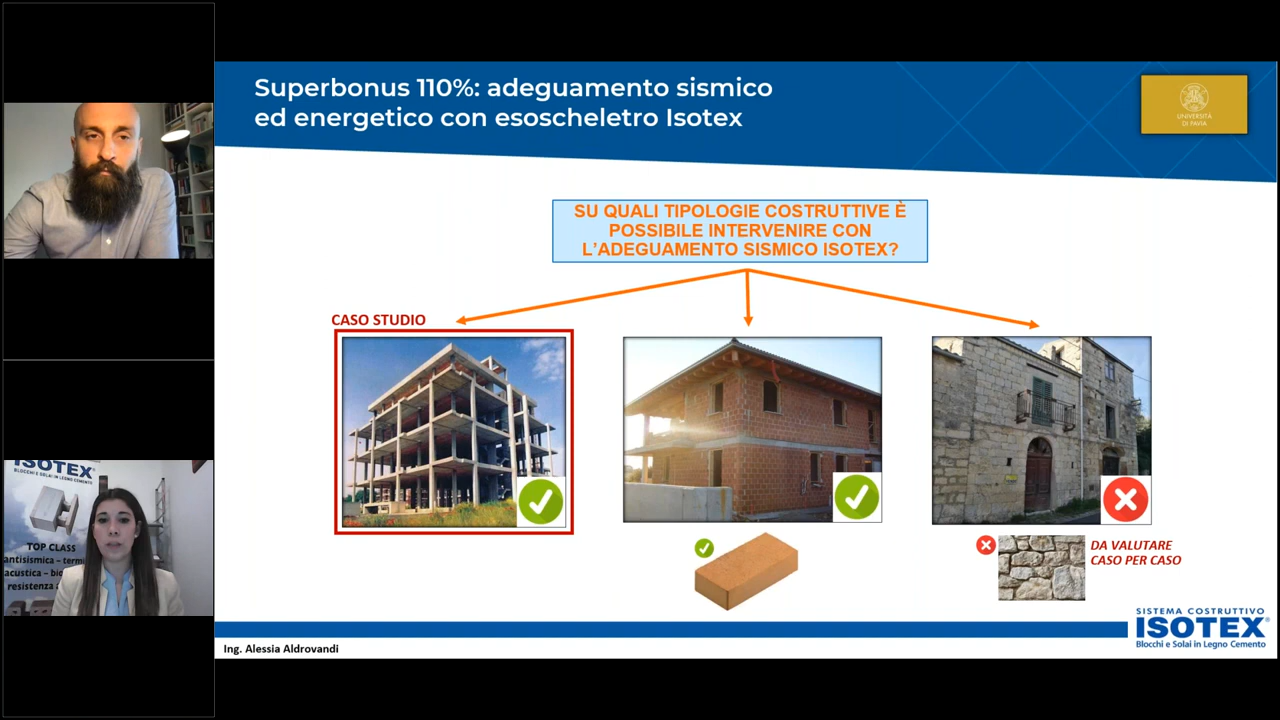 Superbonus 110%: adeguamento sismico
ed energetico con esoscheletro Isotex
UNIVERSITÀ
DI PAVIA
SU QUALI TIPOLOGIE COSTRUTTIVE È
POSSIBILE INTERVENIRE CON
L'ADEGUAMENTO SISMICO ISOTEX?
CASO STUDIO
DA VALUTARE
CASO PER CASO
SISTEMA COSTRUTTIVO
ISOTEX®
Blocchi e Solai in Legno Cemento
Ing. Alessia Aldrovandi
ISOTEX®
BLOCCHI E SOLAI IN LEGNO CEMENTO
TOP CLASS
antisismica – term
acustica – bio
resistenza a